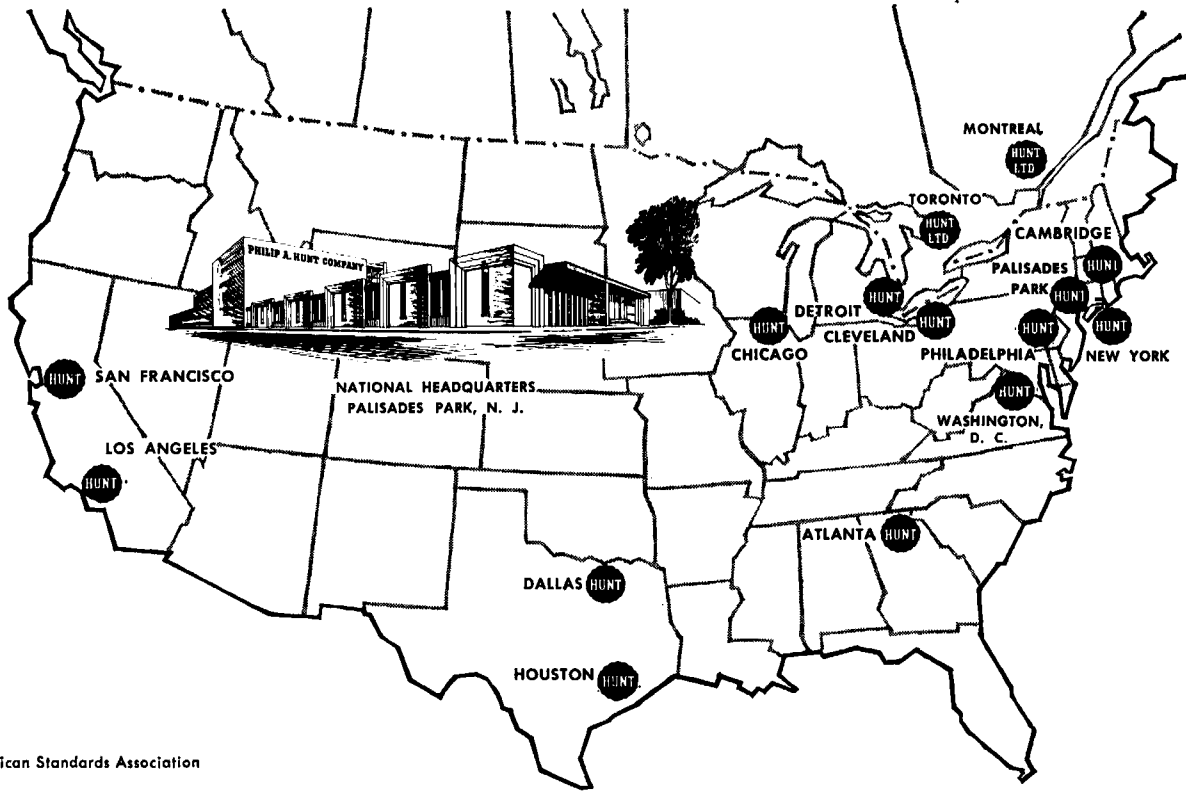 MONTREAL
HUNT
LTD
TORONTO
HUNT
LTD
CAMBRIDGE
HUNT
PHILIP A. HUNT COMPANY
PALISADES
PARK
HUNT
DETROIT
HUNT
CLEVELAND
HUNT
CHICAGO
HUNT
PHILADELPHIA
HUNT
NEW YORK
HUNT
SAN FRANCISCO
HUNT
NATIONAL HEADQUARTERS
PALISADES PARK, N. J.
WASHINGTON,
D. C.
HUNT
LOS ANGELES
HUNT
ATLANTA
HUNT
DALLAS
HUNT
HOUSTON
HUNT
ican Standards Association